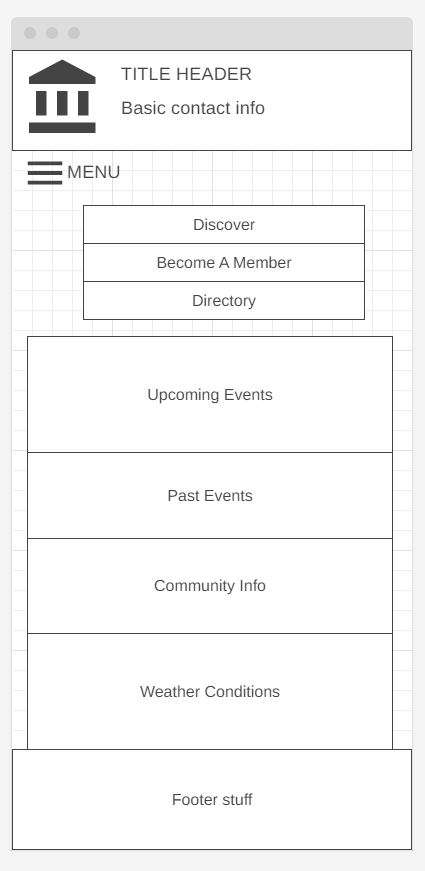 TITLE HEADER
Basic contact info
MENU
Discover
Become A Member
Directory
Upcoming Events
Past Events
Community Info
Weather Conditions
Footer stuff